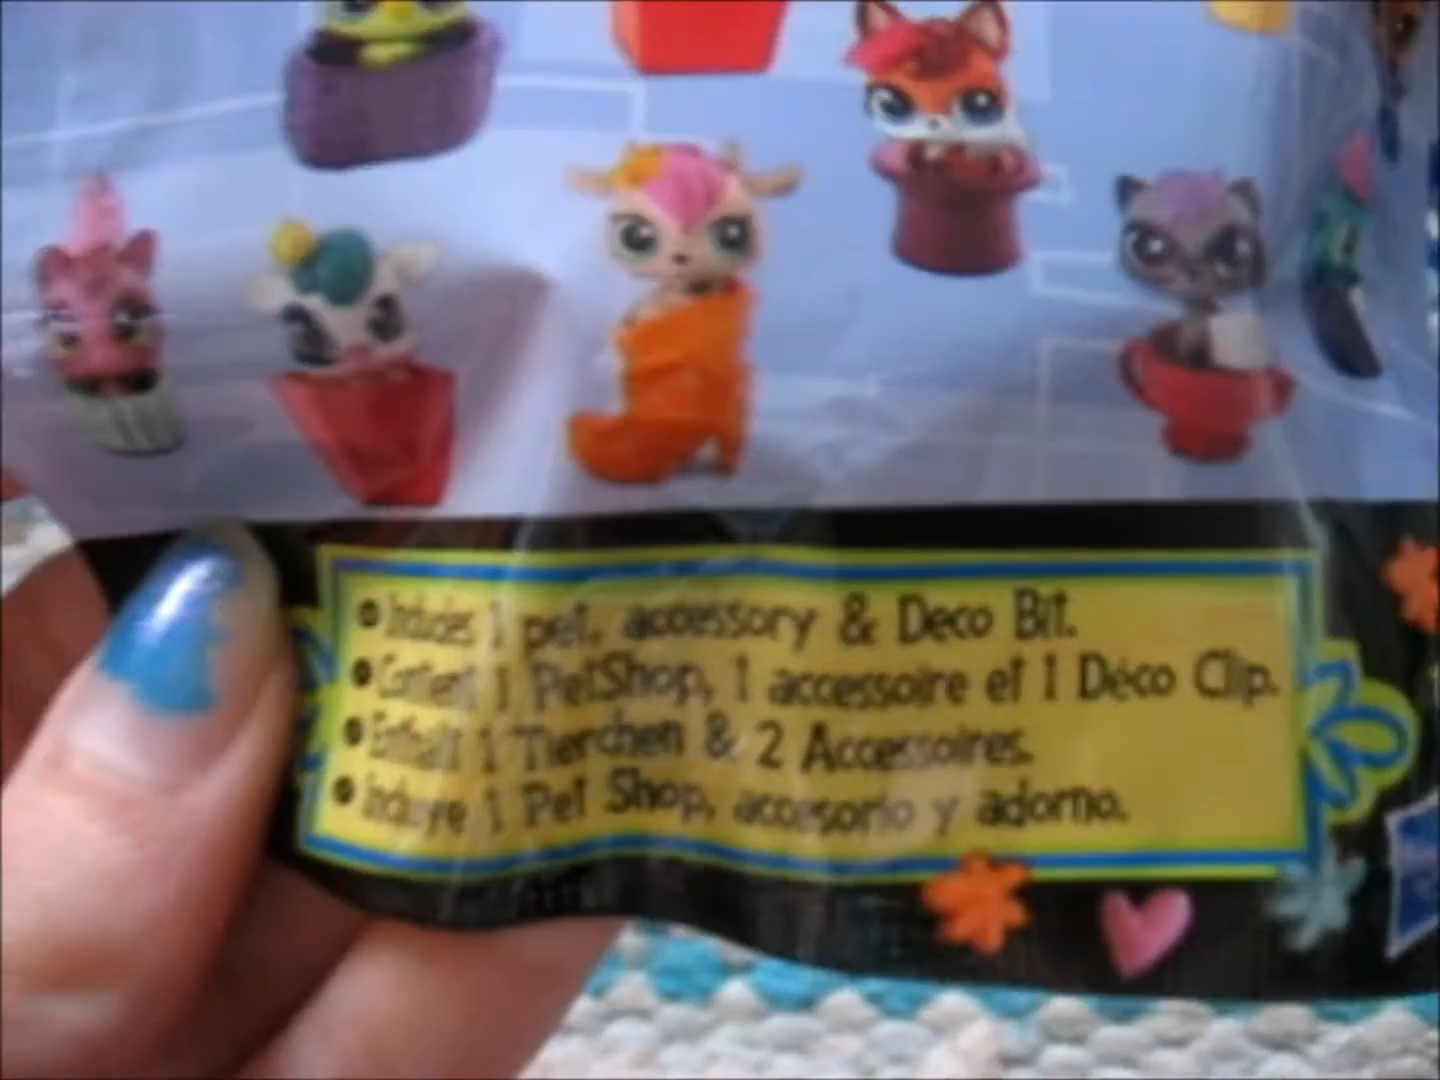 Includes 1 pet, accessory & Deco Bit.
Contient 1 PetShop, 1 accessoire et 1 Déco Clip.
Enthält 1 Tierchen & 2 Accessoires.
Incluye 1 Pet Shop, accesorio y adorno.